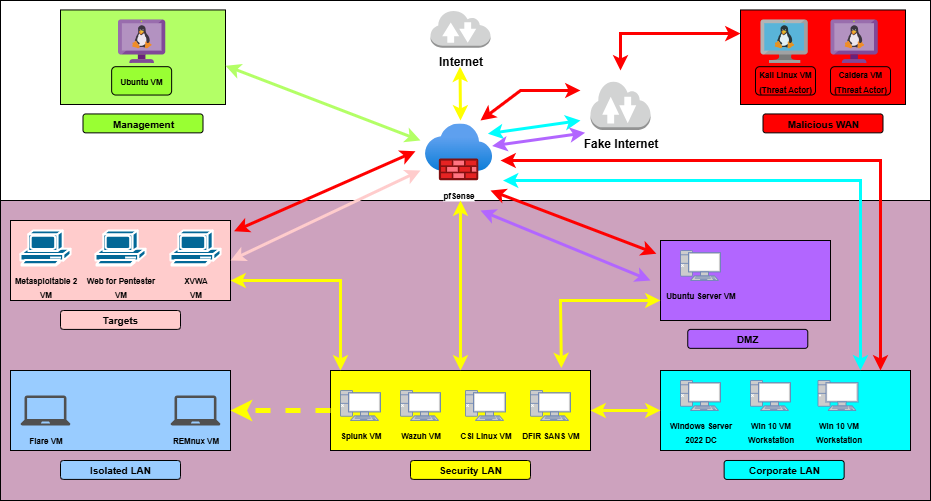 Ubuntu VM
Management
Internet
Fake Internet
Kali Linux VM
(Threat Actor)
Caldera VM
(Threat Actor)
Malicious WAN
pfSense
Metasploitable 2
VM
Web for Pentester
VM
XVWA
VM
Targets
Ubuntu Server VM
DMZ
Flare VM
REMnux VM
Isolated LAN
Splunk VM
Wazuh VM
CSI Linux VM
DFIR SANS VM
Security LAN
Windows Server
2022 DC
Win 10 VM
Workstation
Win 10 VM
Workstation
Corporate LAN